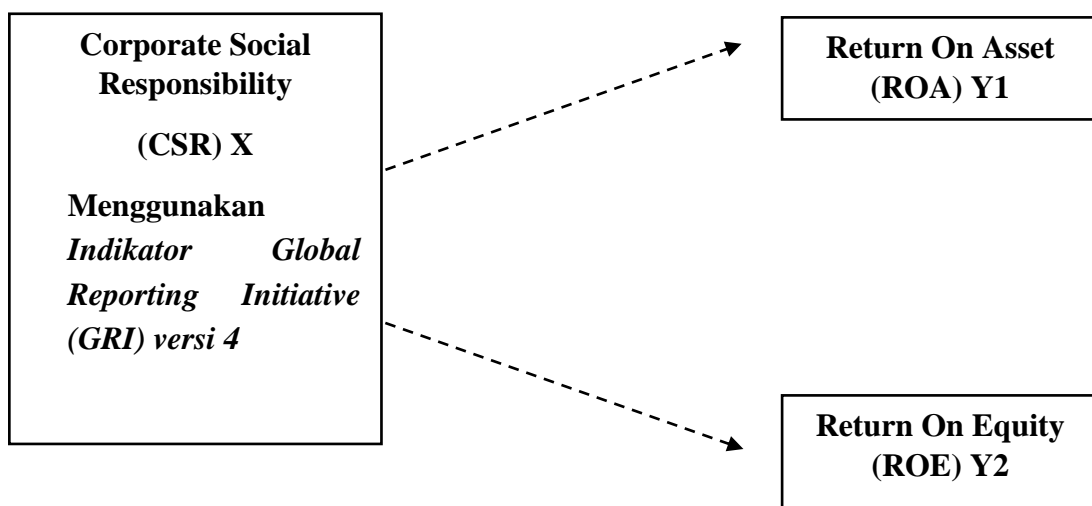 Corporate Social
Responsibility
(CSR) X
Menggunakan
Indikator Global
Reporting Initiative
(GRI) versi 4
Return On Asset
(ROA) Y1
Return On Equity
(ROE) Y2